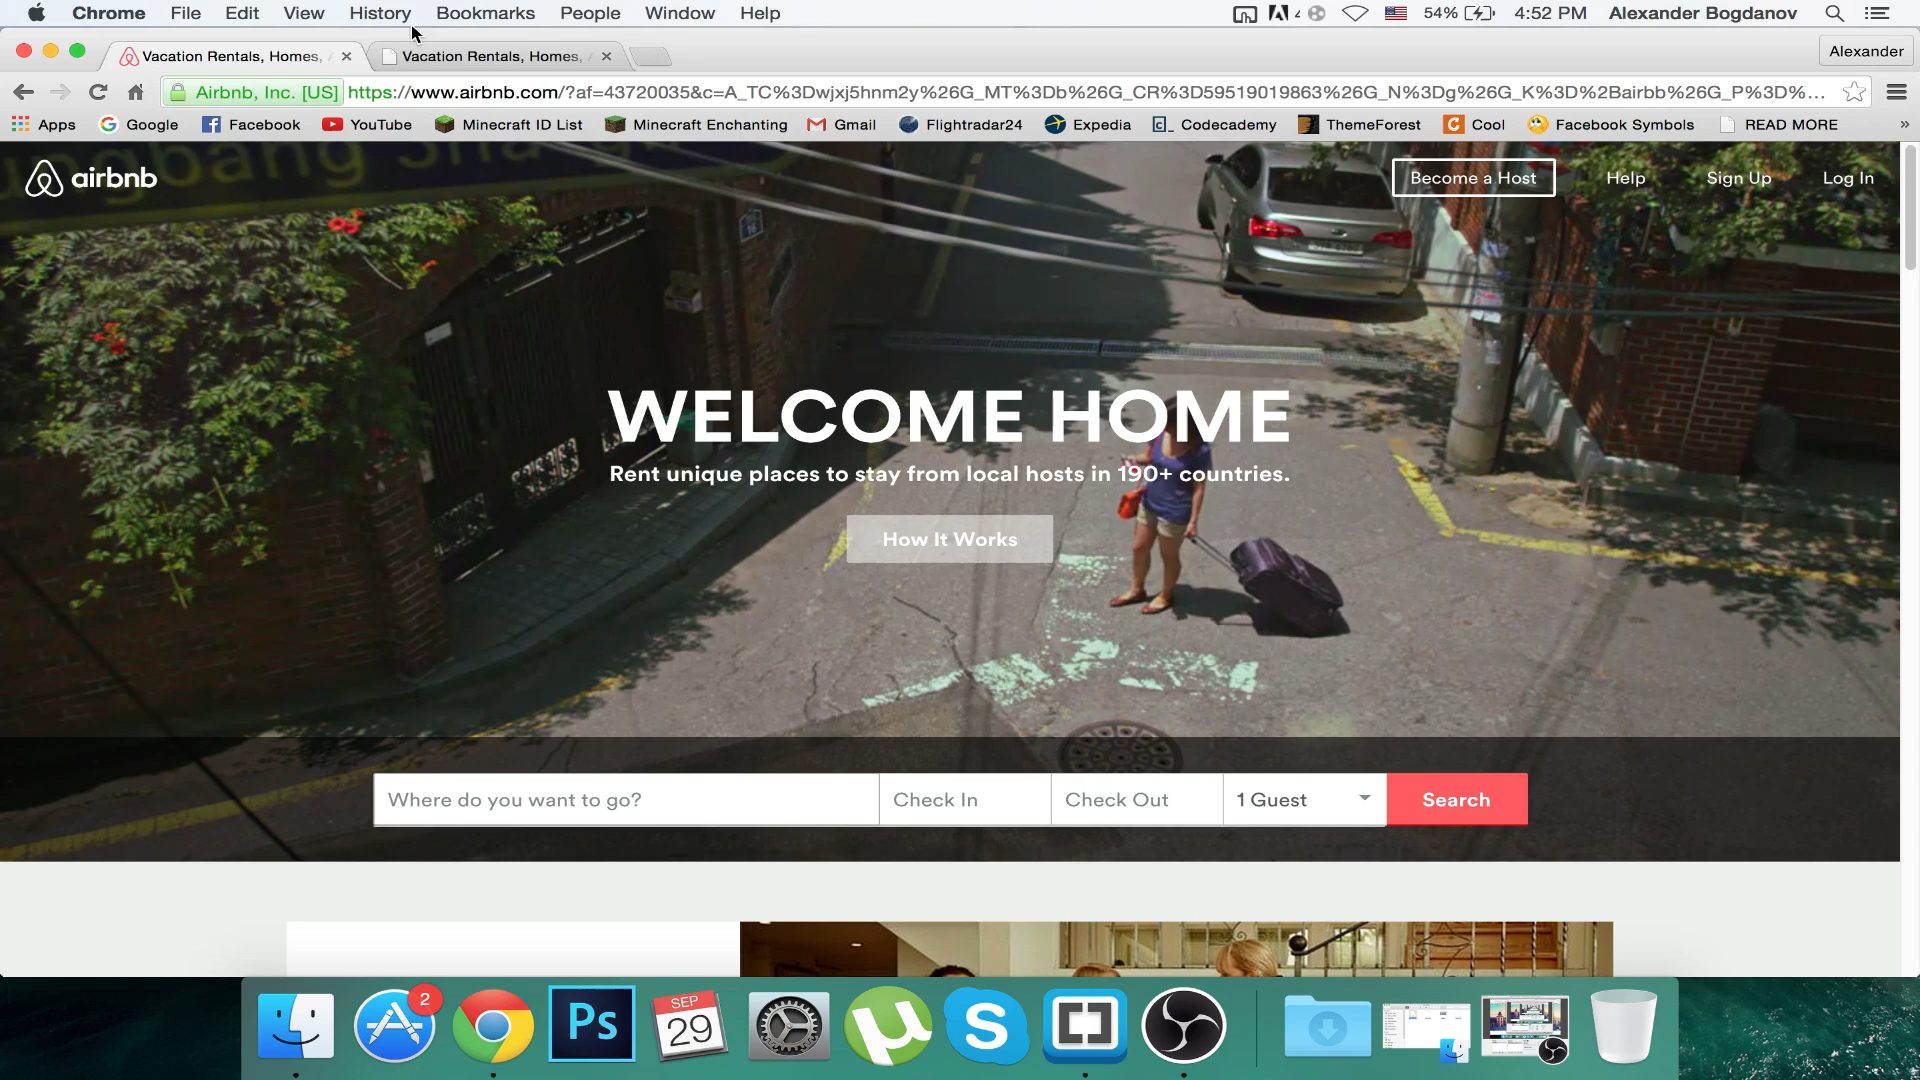 Chrome File Edit View History Bookmarks People Window Help 4 54% 4:52 PM Alexander Bogdanov
Vacation Rentals, Homes, Vacation Rentals, Homes, Alexander
Airbnb, Inc. [US] https://www.airbnb.com/?af=43720035&c=A_TC%3Dwjxj5hnm2y%26G_MT%3Db%26G_CR%3D59519019863%26G_N%3Dg%26G_K%3D%2Bairbb%26G_P%3D%...
Apps Google Facebook YouTube Minecraft ID List Minecraft Enchanting Gmail Flightradar24 Expedia Codecademy ThemeForest Cool Facebook Symbols READ MORE »
airbnb Become a Host Help Sign Up Log In
16
WELCOME HOME
Rent unique places to stay from local hosts in 190+ countries.
How It Works
Where do you want to go? Check In Check Out 1 Guest Search
2 Ps SEP 29